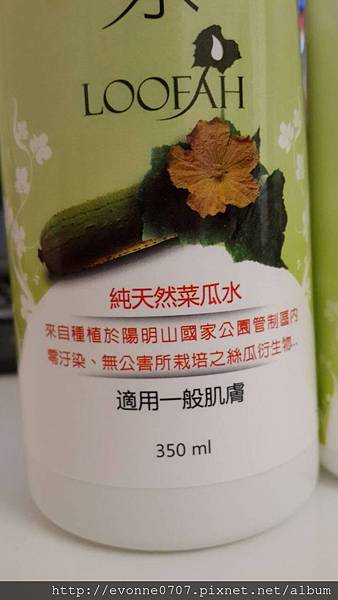 水
LOOFAH
純天然菜瓜水
來自種植於陽明山國家公園管制區內
零汙染、無公害所栽培之絲瓜衍生物...
適用一般肌膚
350 ml
http://evonne0707.pixnet.net/album